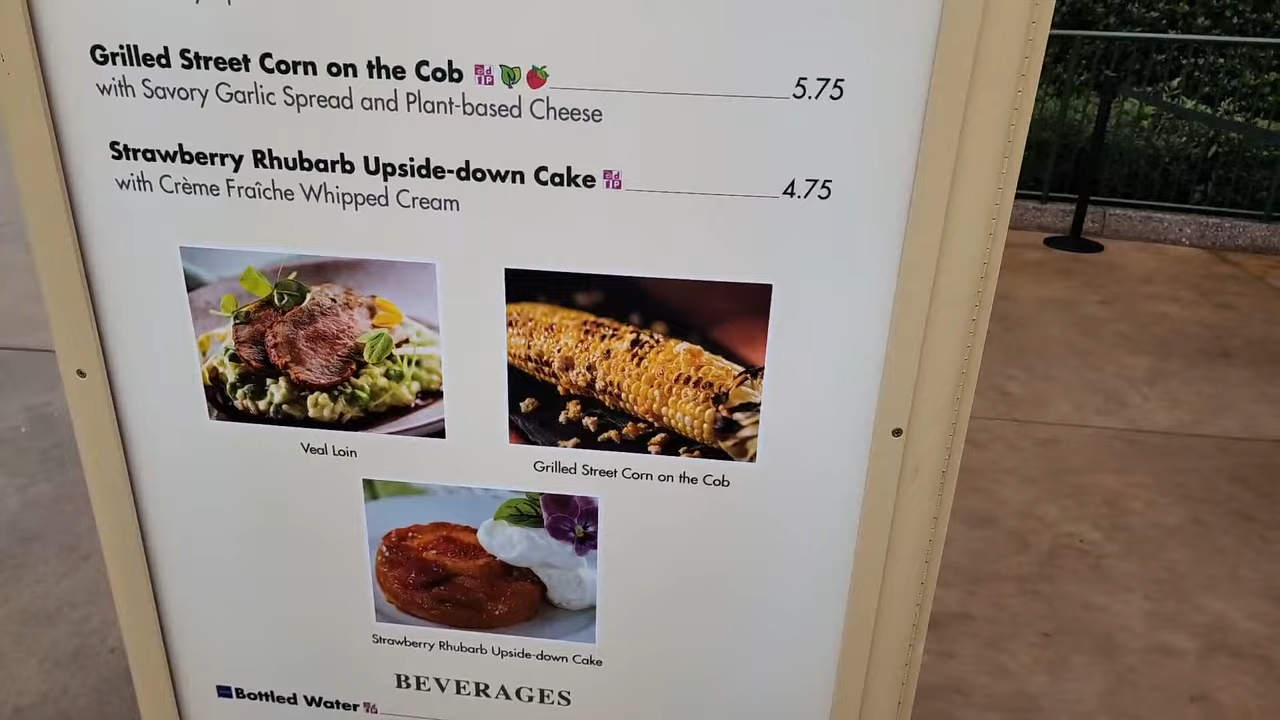 Grilled Street Corn on the Cob 5.75
with Savory Garlic Spread and Plant-based Cheese
Strawberry Rhubarb Upside-down Cake 4.75
with Crème Fraîche Whipped Cream
Veal Loin
Grilled Street Corn on the Cob
Strawberry Rhubarb Upside-down Cake
BEVERAGES
Bottled Water